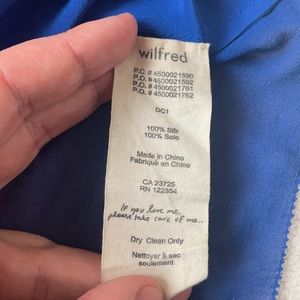 wilfred
P.O. # 4500021590
P.O. # 4500021592
P.O. # 4500021761
P.O. # 4500021762
DC1
100% Silk
100% Soie
Made in China
Fabriqué en China
CA 23725
RN 122354
If you love me,
please take care of me...
Dry Clean Only
Nettoyer à sec
seulement